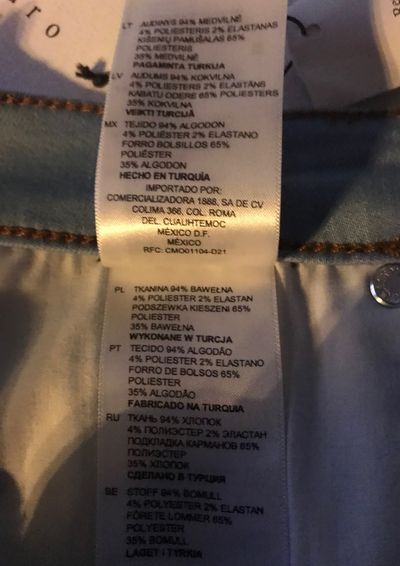 LT AUDINYS 94% MEDVILNĖ
4% POLIESTERIS 2% ELASTANAS
KIŠENIŲ PAMUŠALAS 65%
POLIESTERIS
35% MEDVILNĖ
PAGAMINTA TURKIJA
LV AUDUMS 94% KOKVILNA
4% POLIESTERS 2% ELASTĀNS
KABATU ODERE 65% POLIESTERS
35% KOKVILNA
VEIKTI TURCIJĀ
MX TEJIDO 94% ALGODON
4% POLIÉSTER 2% ELASTANO
FORRO BOLSILLOS 65%
POLIÉSTER
35% ALGODON
HECHO EN TURQUÍA
IMPORTADO POR:
COMERCIALIZADORA 1888, SA DE CV
COLIMA 366, COL. ROMA
DEL. CUAUHTEMOC
MÉXICO D.F.
MÉXICO
RFC: CMO01104-D21
PL TKANINA 94% BAWEŁNA
4% POLIESTER 2% ELASTAN
PODSZEWKA KIESZENI 65%
POLIESTER
35% BAWEŁNA
WYKONANE W TURCJA
PT TECIDO 94% ALGODÃO
4% POLIÉSTER 2% ELASTANO
FORRO DE BOLSOS 65%
POLIESTER
35% ALGODÃO
FABRICADO NA TURQUIA
RU ТКАНЬ 94% ХЛОПОК
4% ПОЛИЭСТЕР 2% ЭЛАСТАН
ПОДКЛАДКА КАРМАНОВ 65%
ПОЛИЭСТЕР
35% ХЛОПОК
СДЕЛАНО В ТУРЦИЯ
SE STOFF 94% BOMULL
4% POLYESTER 2% ELASTAN
FÖRETE LOMMER 65%
POLYESTER
35% BOMULL
LAGET I TYRKIA